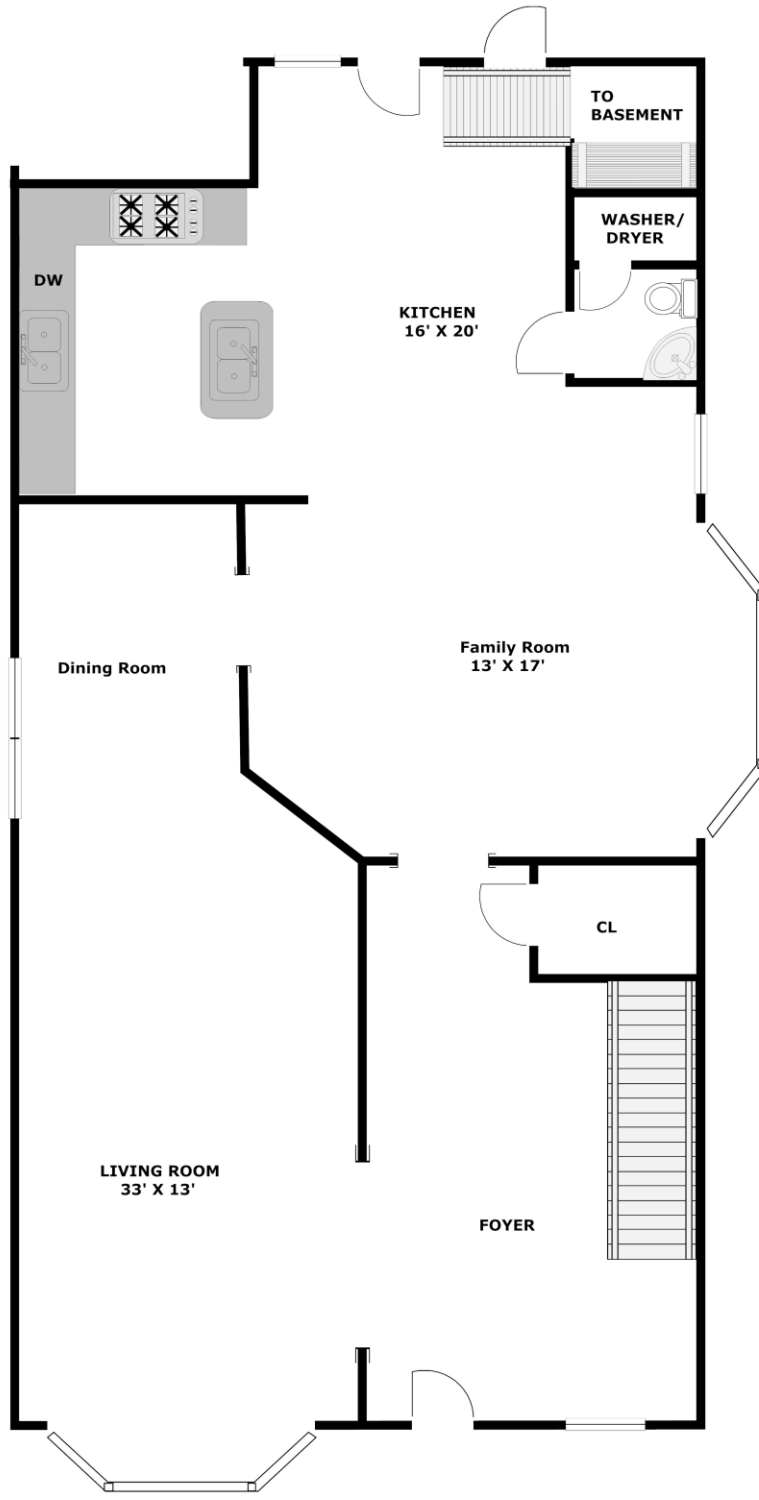 TO
BASEMENT
WASHER/
DRYER
DW
KITCHEN
16' X 20'
Family Room
13' X 17'
Dining Room
CL
LIVING ROOM
33' X 13'
FOYER